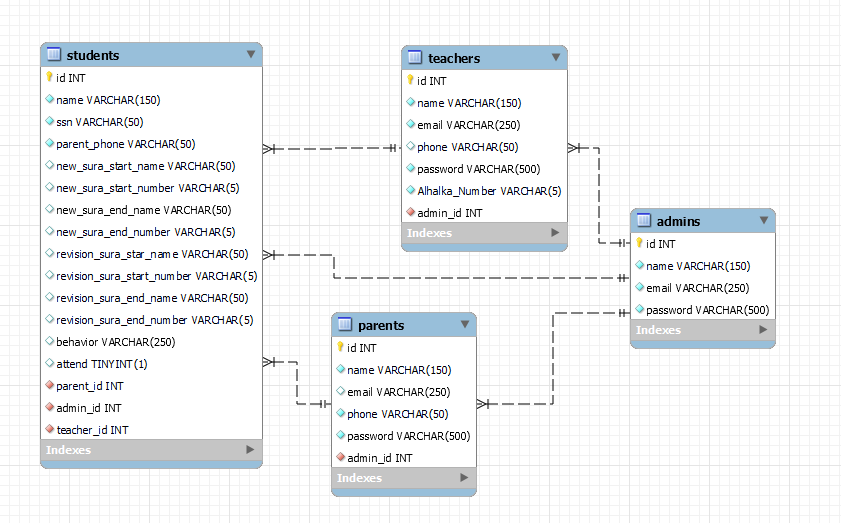 students
id INT
name VARCHAR(150)
ssn VARCHAR(50)
parent_phone VARCHAR(50)
new_sura_start_name VARCHAR(50)
new_sura_start_number VARCHAR(5)
new_sura_end_name VARCHAR(50)
new_sura_end_number VARCHAR(5)
revision_sura_star_name VARCHAR(50)
revision_sura_start_number VARCHAR(5)
revision_sura_end_name VARCHAR(50)
revision_sura_end_number VARCHAR(5)
behavior VARCHAR(250)
attend TINYINT(1)
parent_id INT
admin_id INT
teacher_id INT
Indexes
teachers
id INT
name VARCHAR(150)
email VARCHAR(250)
phone VARCHAR(50)
password VARCHAR(500)
Alhalka_Number VARCHAR(5)
admin_id INT
Indexes
parents
id INT
name VARCHAR(150)
email VARCHAR(250)
phone VARCHAR(50)
password VARCHAR(500)
admin_id INT
Indexes
admins
id INT
name VARCHAR(150)
email VARCHAR(250)
password VARCHAR(500)
Indexes